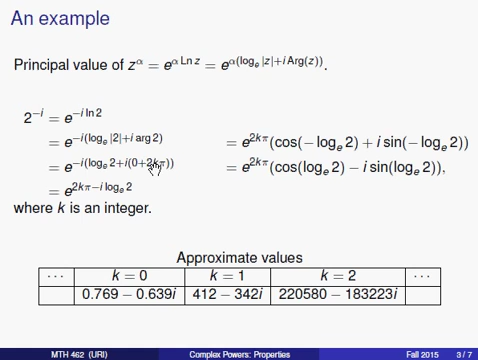 An example
Principal value of z^α = e^{α Ln z} = e^{α(log_e |z|+i Arg(z))}.
2^{-i} = e^{-i ln 2}
= e^{-i(log_e |2|+i arg 2)}
= e^{-i(log_e 2+i(0+2kπ))}
= e^{2kπ-i log_e 2}
= e^{2kπ}(cos(−log_e 2) + i sin(−log_e 2))
= e^{2kπ}(cos(log_e 2) − i sin(log_e 2)),
where k is an integer.
Approximate values
··· k = 0 k = 1 k = 2 ···
0.769 − 0.639i 412 − 342i 220580 − 183223i
MTH 462 (URI) Complex Powers: Properties Fall 2015 3 / 7